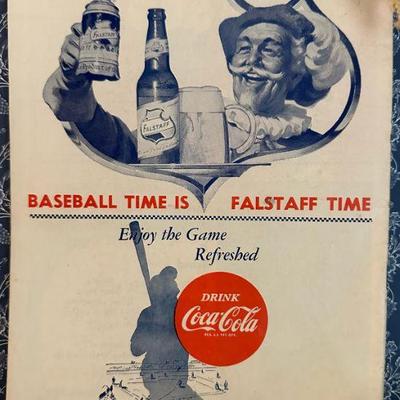 FALSTAFF
FALSTAFF
BASEBALL TIME IS FALSTAFF TIME
Enjoy the Game
Refreshed
DRINK
Coca-Cola